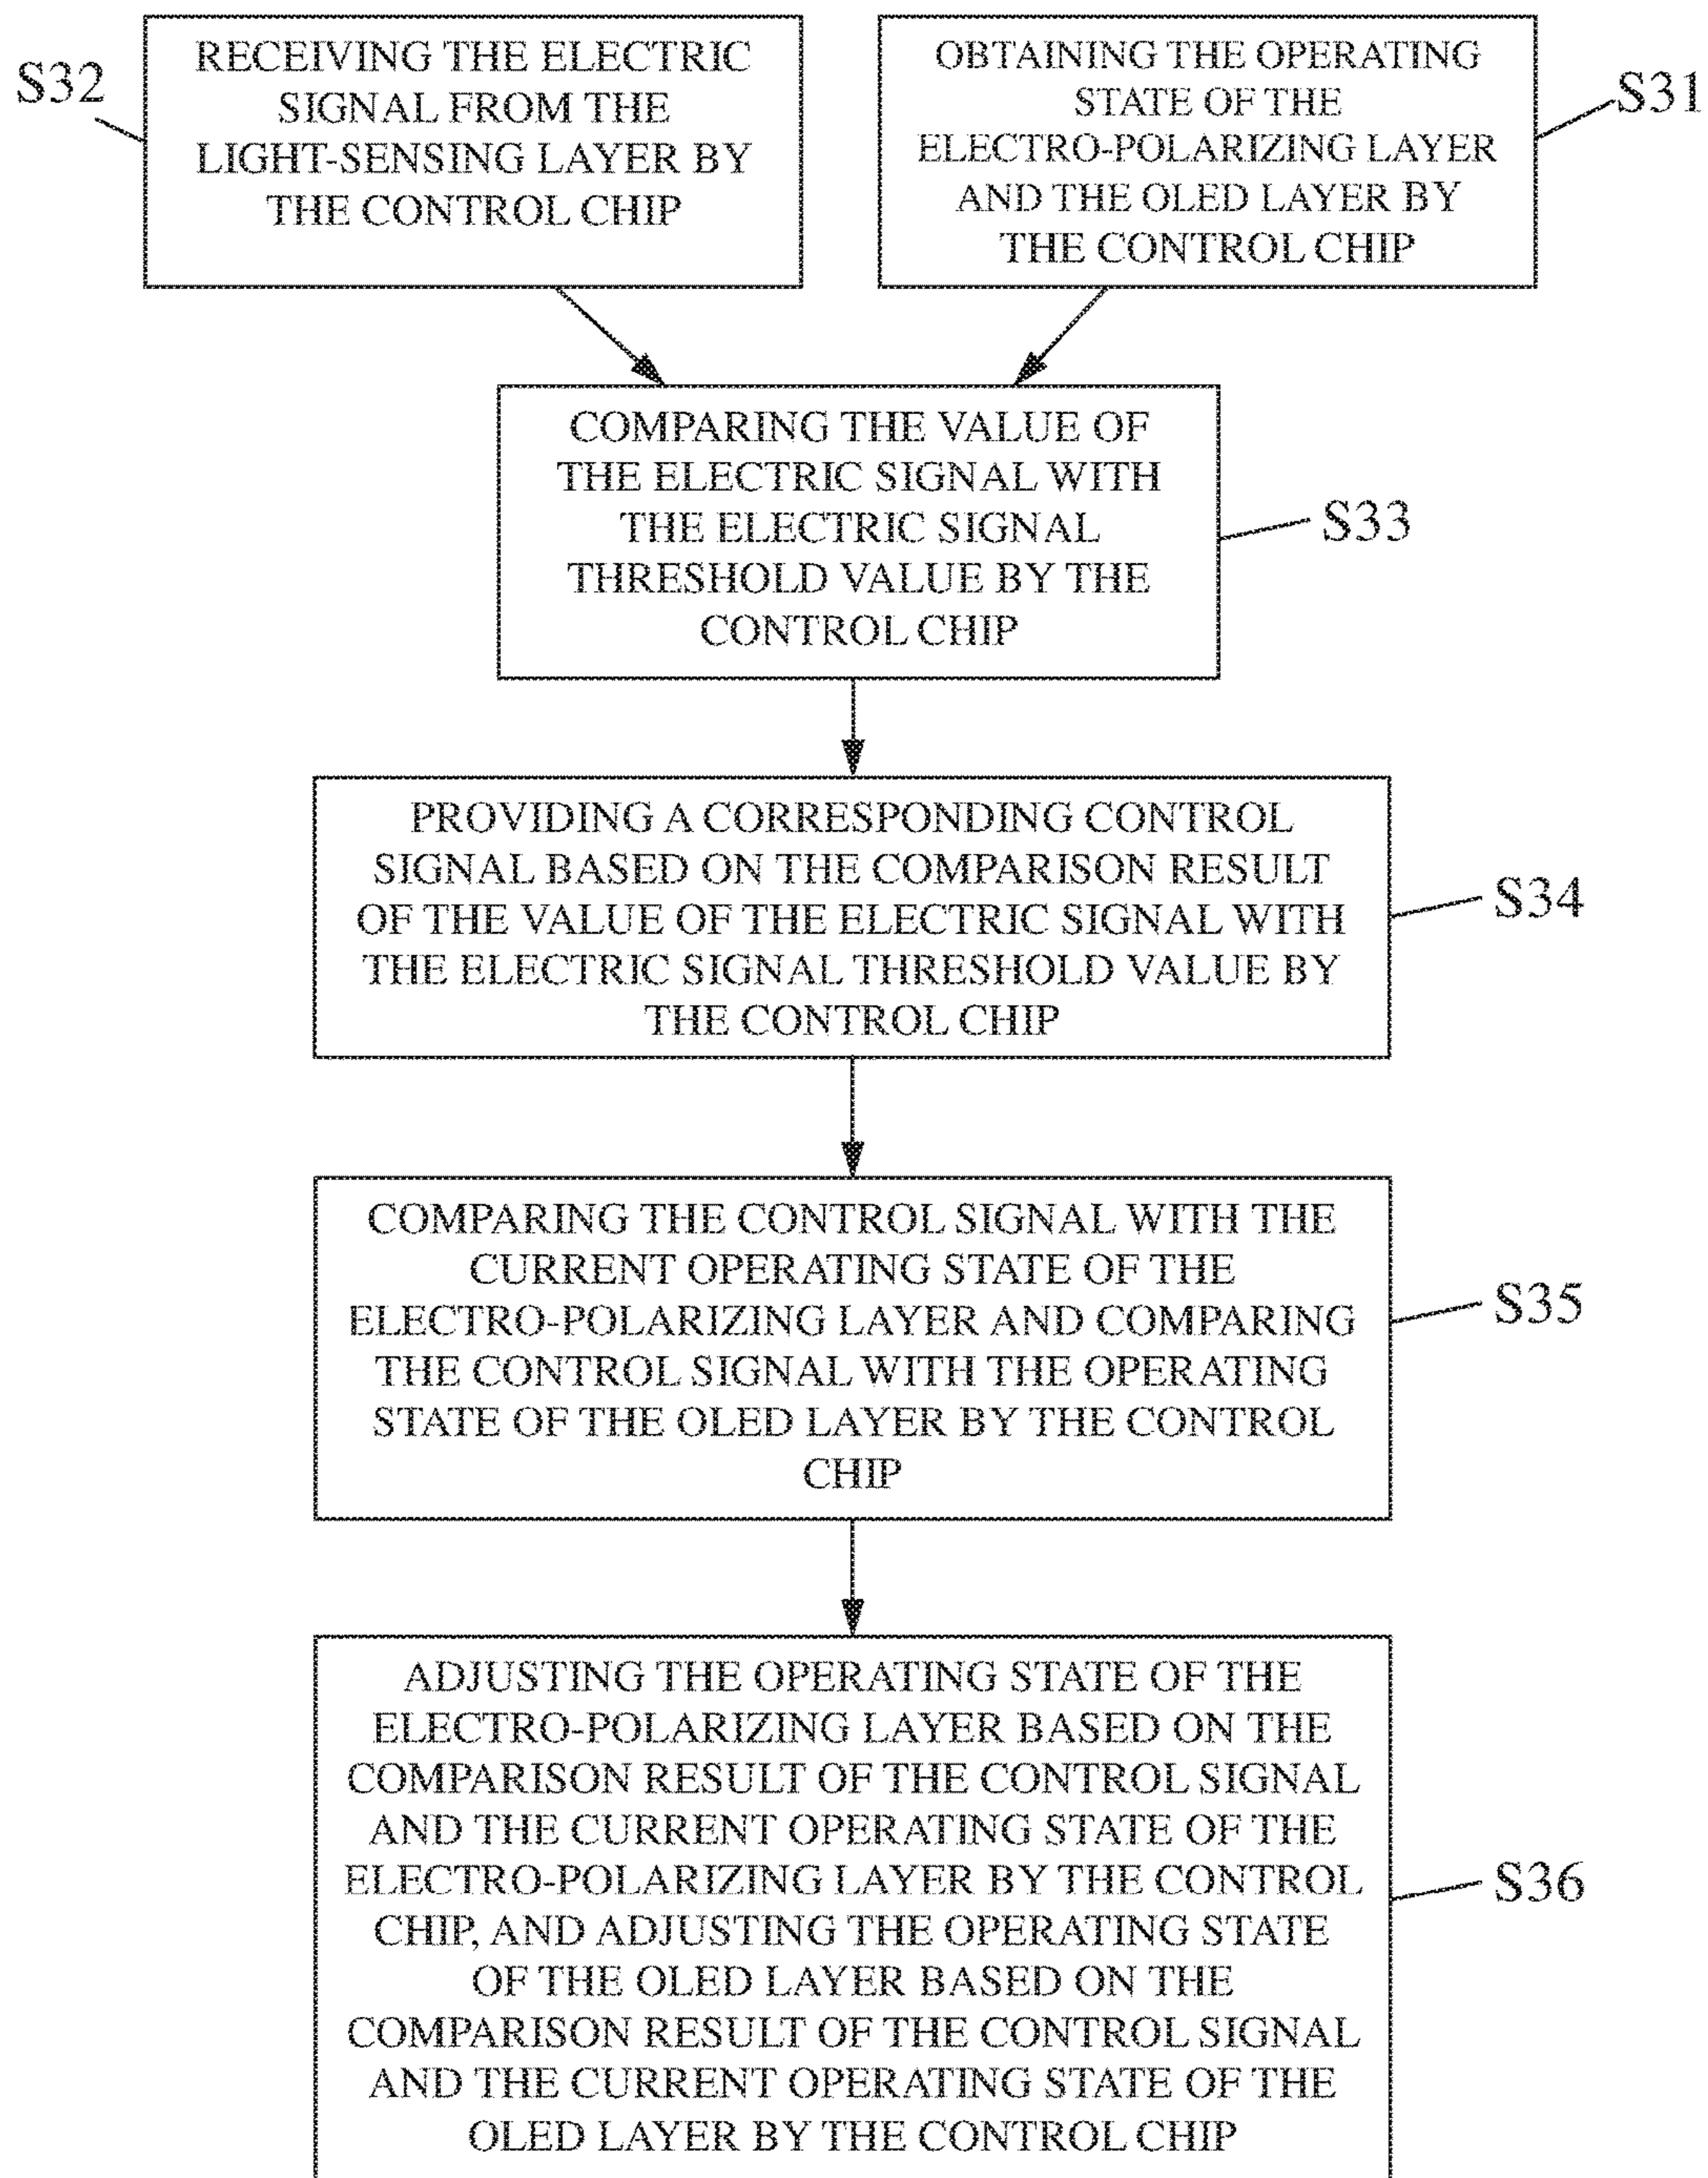 S32
RECEIVING THE ELECTRIC
SIGNAL FROM THE
LIGHT-SENSING LAYER BY
THE CONTROL CHIP
OBTAINING THE OPERATING
STATE OF THE
ELECTRO-POLARIZING LAYER
AND THE OLED LAYER BY
THE CONTROL CHIP
S31
COMPARING THE VALUE OF
THE ELECTRIC SIGNAL WITH
THE ELECTRIC SIGNAL
THRESHOLD VALUE BY THE
CONTROL CHIP
S33
PROVIDING A CORRESPONDING CONTROL
SIGNAL BASED ON THE COMPARISON RESULT
OF THE VALUE OF THE ELECTRIC SIGNAL WITH
THE ELECTRIC SIGNAL THRESHOLD VALUE BY
THE CONTROL CHIP
S34
COMPARING THE CONTROL SIGNAL WITH THE
CURRENT OPERATING STATE OF THE
ELECTRO-POLARIZING LAYER AND COMPARING
THE CONTROL SIGNAL WITH THE OPERATING
STATE OF THE OLED LAYER BY THE CONTROL
CHIP
S35
ADJUSTING THE OPERATING STATE OF THE
ELECTRO-POLARIZING LAYER BASED ON THE
COMPARISON RESULT OF THE CONTROL SIGNAL
AND THE CURRENT OPERATING STATE OF THE
ELECTRO-POLARIZING LAYER BY THE CONTROL
CHIP, AND ADJUSTING THE OPERATING STATE
OF THE OLED LAYER BASED ON THE
COMPARISON RESULT OF THE CONTROL SIGNAL
AND THE CURRENT OPERATING STATE OF THE
OLED LAYER BY THE CONTROL CHIP
S36